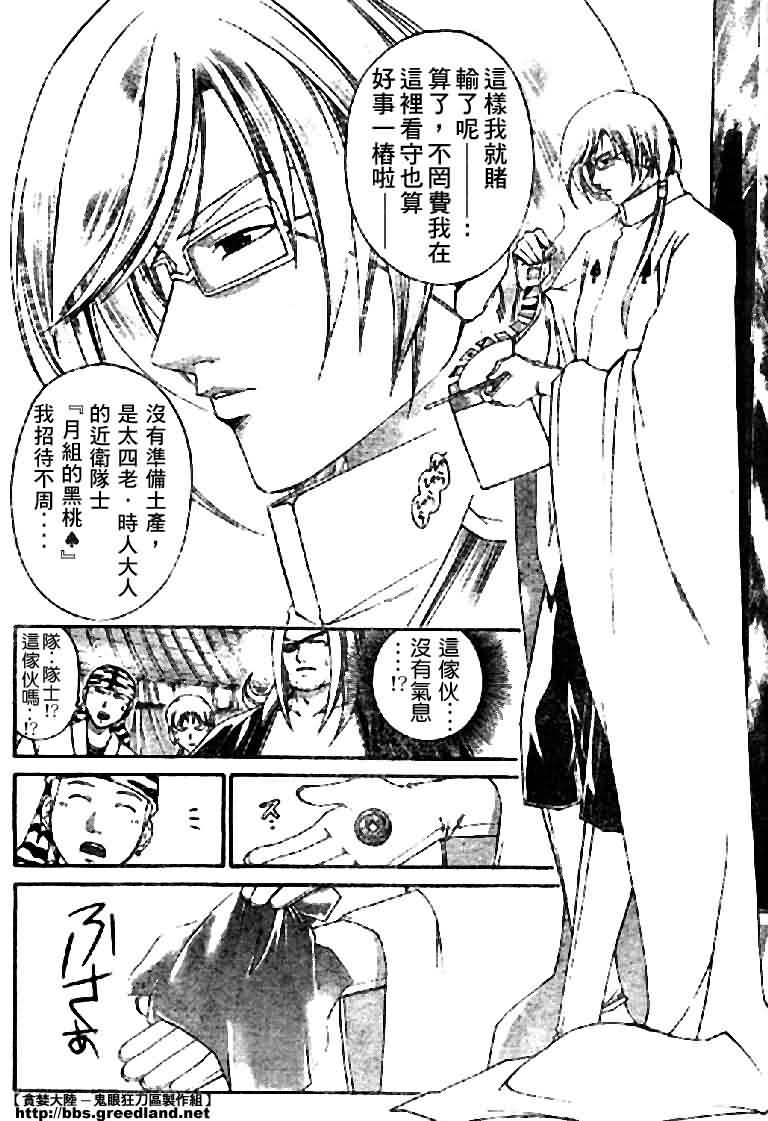 這樣我就賭
輸了呢——：
算了，不罔費我在
這裡看守也算
好事一樁啦——
沒有準備土產，
是太四老．時人大人
的近衛隊士
『月組的黑桃♠』
我招待不周‥‥
這傢伙‥‥
沒有氣息
‥‥!?
隊‥隊士!?
這傢伙嗎‥!?
ス‥
ふさぁ
【貪婪大陸－鬼眼狂刀區製作組】
http://bbs.greedland.net